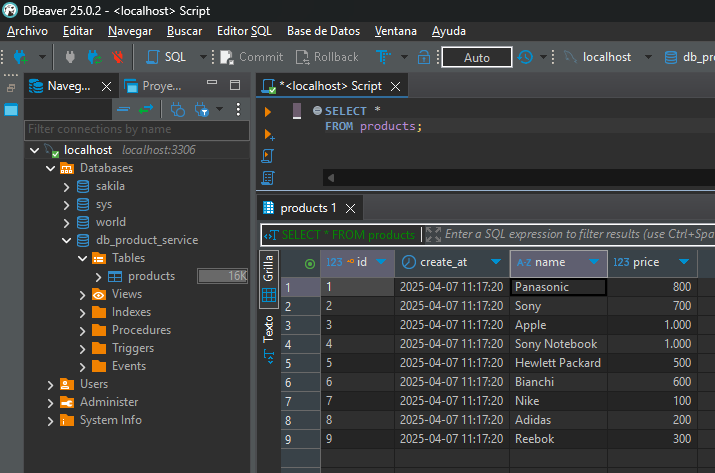 DBeaver 25.0.2 - <localhost> Script
Archivo Editar Navegar Buscar Editor SQL Base de Datos Ventana Ayuda
SQL Commit Rollback Auto localhost db_pro
Naveg... Proye...
Filter connections by name
localhost localhost:3306
Databases
sakila
sys
world
db_product_service
Tables
products 16K
Views
Indexes
Procedures
Triggers
Events
Users
Administer
System Info
*<localhost> Script
SELECT *
FROM products;
products 1
SELECT * FROM products Enter a SQL expression to filter results (use Ctrl+Spa
Grilla
Texto
123 id create_at A-Z name 123 price
1 1 2025-04-07 11:17:20 Panasonic 800
2 2 2025-04-07 11:17:20 Sony 700
3 3 2025-04-07 11:17:20 Apple 1.000
4 4 2025-04-07 11:17:20 Sony Notebook 1.000
5 5 2025-04-07 11:17:20 Hewlett Packard 500
6 6 2025-04-07 11:17:20 Bianchi 600
7 7 2025-04-07 11:17:20 Nike 100
8 8 2025-04-07 11:17:20 Adidas 200
9 9 2025-04-07 11:17:20 Reebok 300